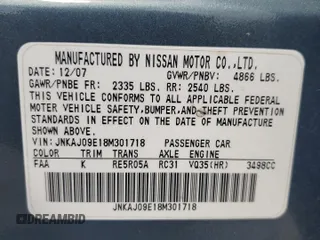 MANUFACTURED BY NISSAN MOTOR CO.,LTD.
DATE: 12/07 GVWR/PNBV: 4866 LBS.
GAWR/PNBE FR: 2335 LBS. RR: 2540 LBS.
THIS VEHICLE CONFORMS TO ALL APPLICABLE FEDERAL
MOTOR VEHICLE SAFETY,BUMPER,AND THEFT PREVENTION
STANDARDS IN EFFECT ON THE DATE OF MANUFACTURE
SHOWN ABOVE.
VIN: JNKAJ09E18M301718 PASSENGER CAR
COLOR TRIM TRANS AXLE ENGINE
FAA K RE5R05A RC31 VQ35(HR) 3498CC
JNKAJ09E18M301718
© IDrive and BID